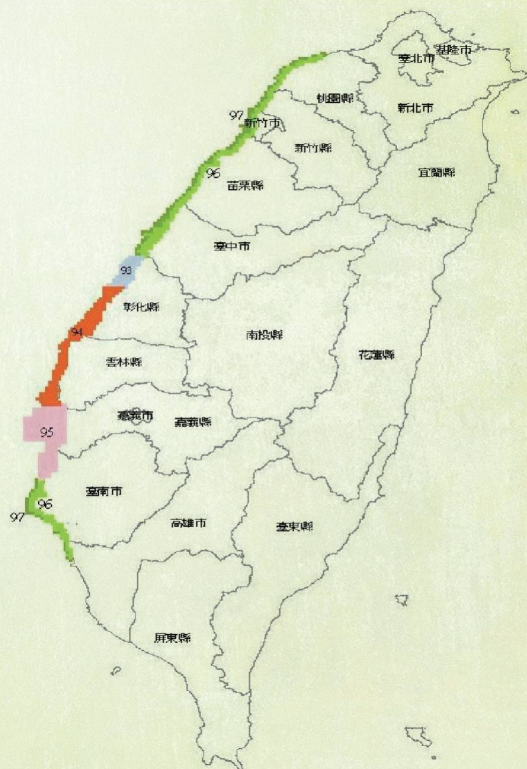 基隆市
臺北市
桃園縣
新北市
97
新竹市
新竹縣
96
宜蘭縣
苗栗縣
臺中市
93
彰化縣
94
南投縣
花蓮縣
雲林縣
嘉義市
嘉義縣
95
臺南市
96
97
高雄市
臺東縣
屏東縣